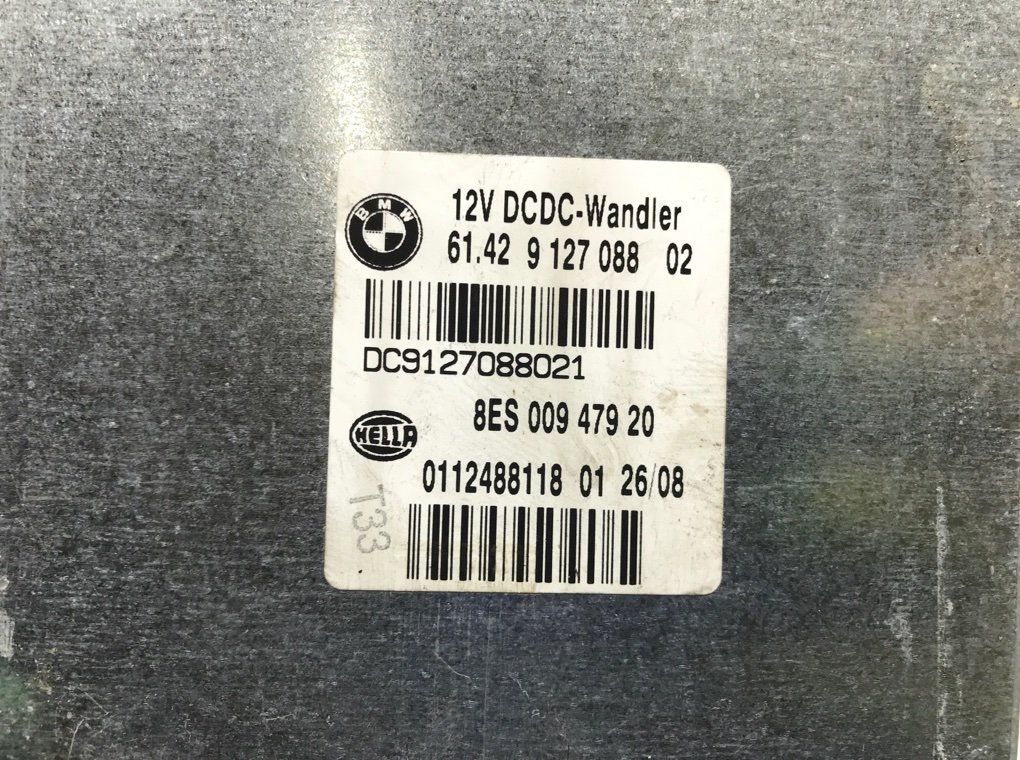 BMW
12V DCDC-Wandler
61.42 9 127 088 02
DC9127088021
HELLA
8ES 009 479 20
0112488118 01 26/08
T33